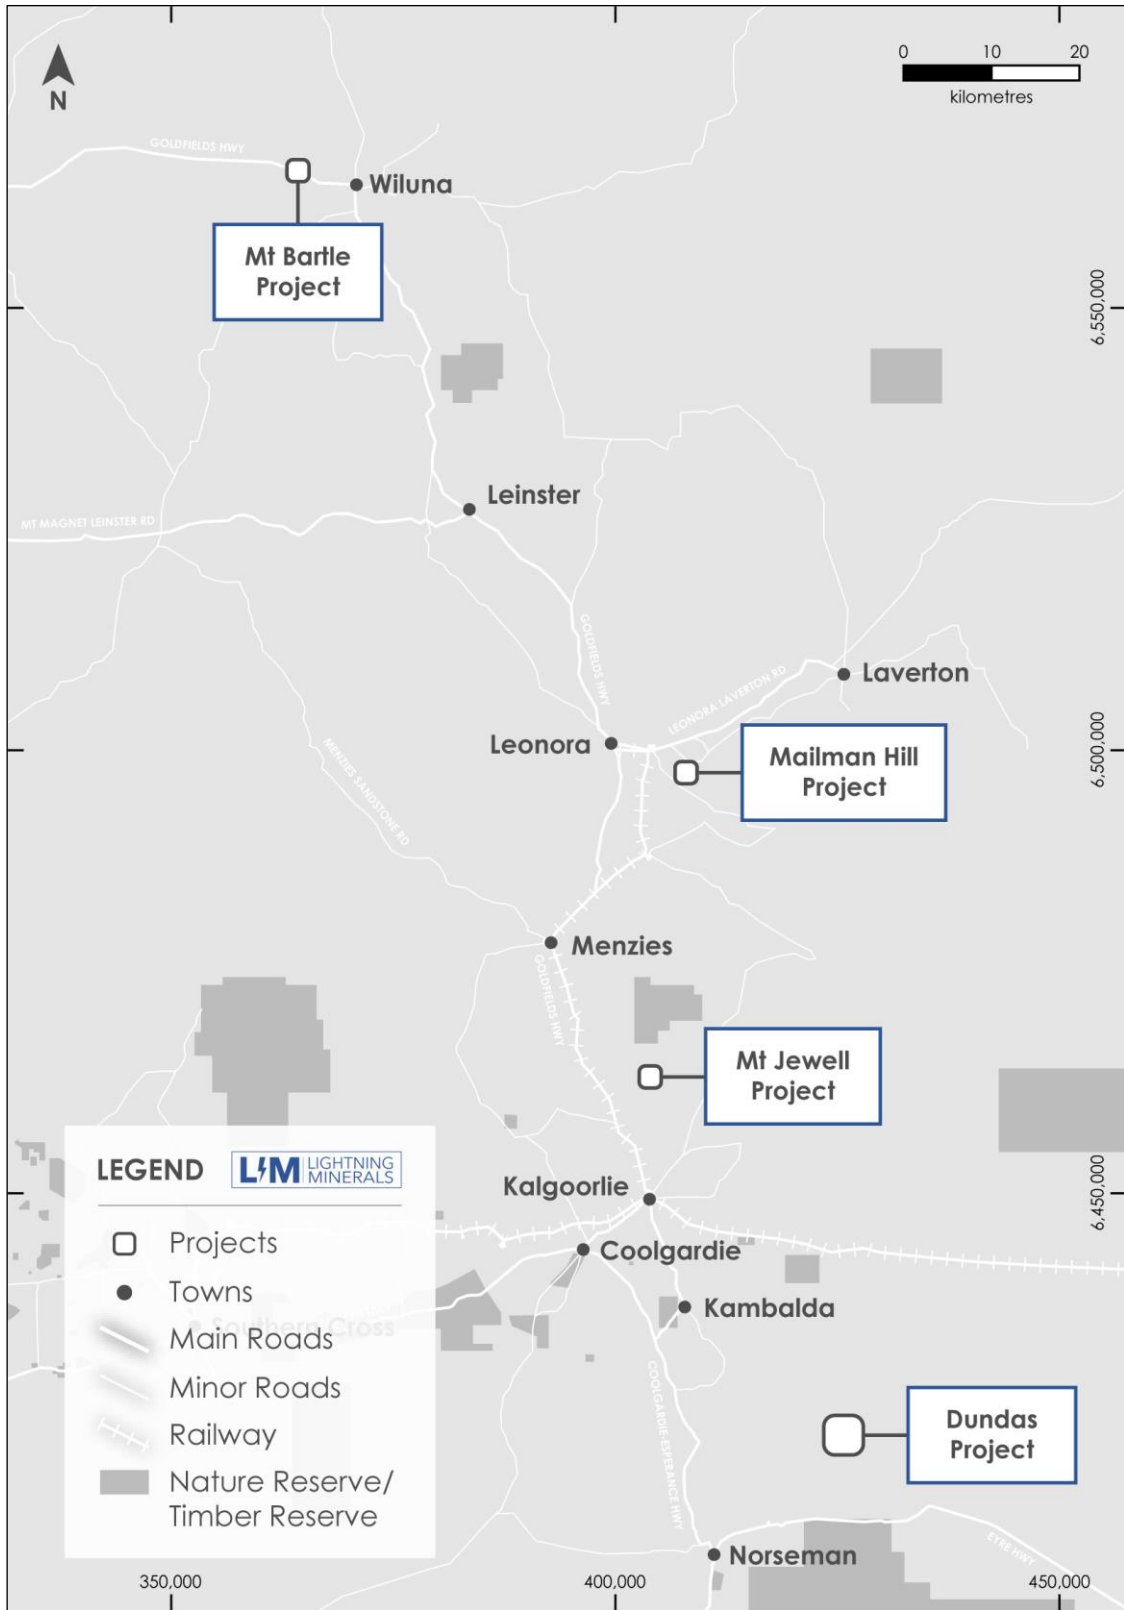 0 10 20
kilometres
N
GOLDFIELDS HWY
Wiluna
Mt Bartle
Project
6,550,000
Leinster
MT MAGNET LEINSTER RD
GOLDFIELDS HWY
Laverton
LEONORA LAVERTON RD
Leonora
Mailman Hill
Project
6,500,000
MENZIES SANDSTONE RD
Menzies
GOLDFIELDS HWY
Mt Jewell
Project
Kalgoorlie
6,450,000
Coolgardie
Kambalda
COOLGARDIE-ESPERANCE HWY
Dundas
Project
Norseman
EYRE HWY
LEGEND
LM LIGHTNING
MINERALS
Projects
Towns
Southern Cross
Main Roads
Minor Roads
Railway
Nature Reserve/
Timber Reserve
350,000
400,000
450,000